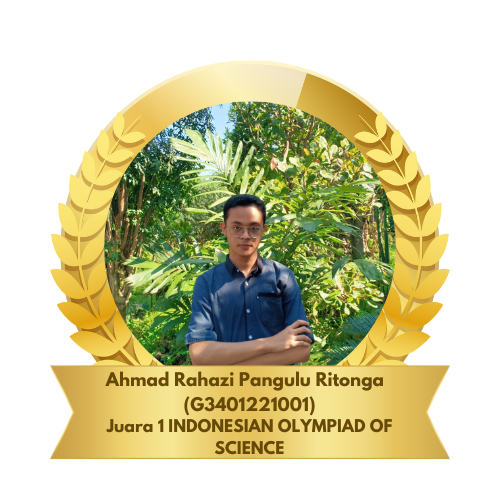 Ahmad Rahazi Pangulu Ritonga
(G3401221001)
Juara 1 INDONESIAN OLYMPIAD OF
SCIENCE